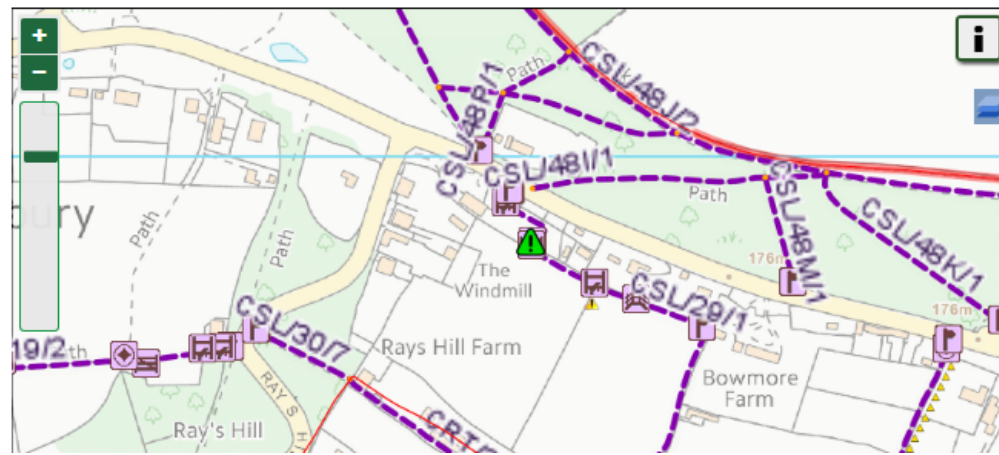 +
−
i
Path
CSL/48J/2
CSL/48P/1
CSL/48I/1
Path
CSL/48M/1
CSL/48K/1
bury
Path
Path
176m
The
Windmill
CSL/29/1
176m
CSL/30/7
Rays Hill Farm
19/2
th
Bowmore
Farm
RAY'S H
Ray's Hill